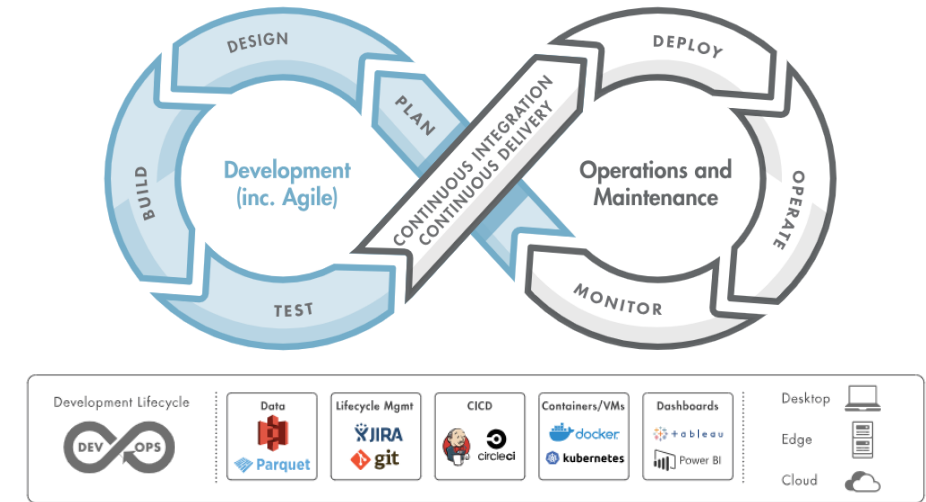 DESIGN
DEPLOY
PLAN
CONTINUOUS INTEGRATION
CONTINUOUS DELIVERY
Development
(inc. Agile)
Operations and
Maintenance
BUILD
OPERATE
TEST
MONITOR
Development Lifecycle
DEV OPS
Data
Parquet
Lifecycle Mgmt
JIRA
git
CICD
circleci
Containers/VMs
docker
kubernetes
Dashboards
+ableau
Power BI
Desktop
Edge
Cloud